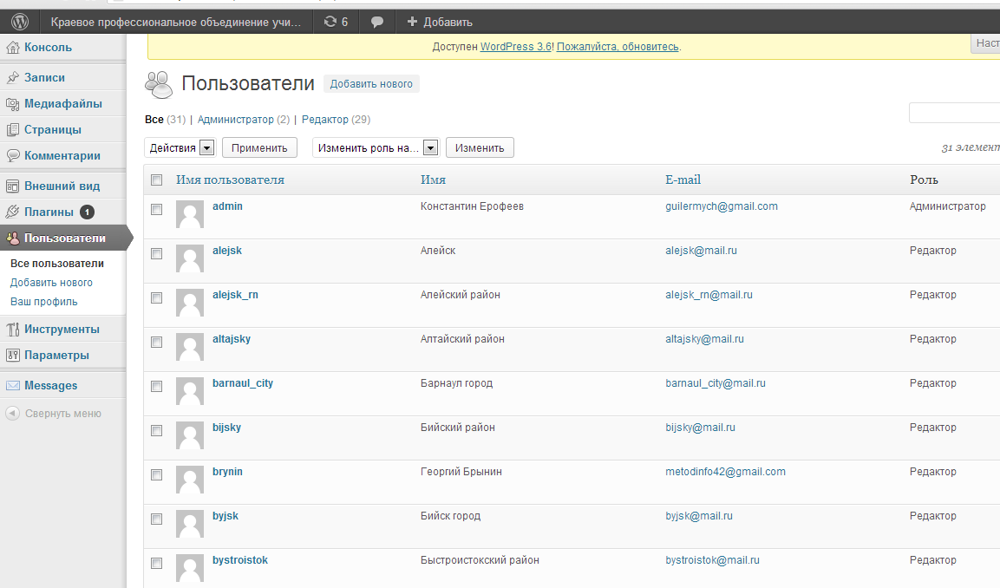 Краевое профессиональное объединение учи... 6 Добавить
Консоль
Записи
Медиафайлы
Страницы
Комментарии
Внешний вид
Плагины 1
Пользователи
Все пользователи
Добавить нового
Ваш профиль
Инструменты
Параметры
Messages
Свернуть меню
Доступен WordPress 3.6! Пожалуйста, обновитесь.
Наст
Пользователи Добавить нового
Все (31) | Администратор (2) | Редактор (29)
Действия Применить Изменить роль на... Изменить
31 элемент
Имя пользователя Имя E-mail Роль
admin Константин Ерофеев guilermych@gmail.com Администратор
alejsk Алейск alejsk@mail.ru Редактор
alejsk_rn Алейский район alejsk_rn@mail.ru Редактор
altajsky Алтайский район altajsky@mail.ru Редактор
barnaul_city Барнаул город barnaul_city@mail.ru Редактор
bijsky Бийский район bijsky@mail.ru Редактор
brynin Георгий Брынин metodinfo42@gmail.com Редактор
byjsk Бийск город byjsk@mail.ru Редактор
bystroistok Быстроистокский район bystroistok@mail.ru Редактор